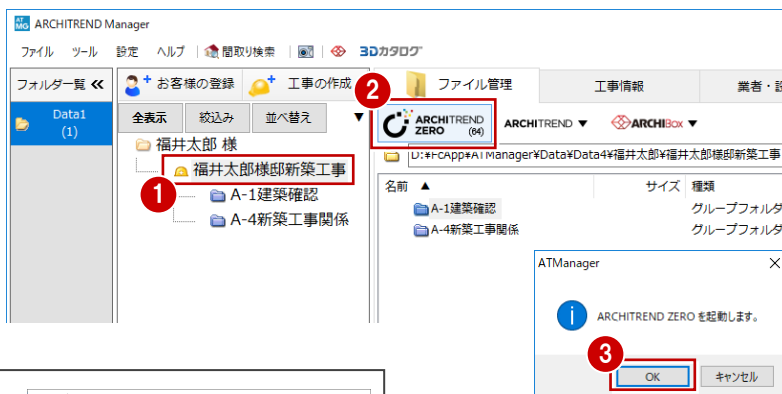 AT MG ARCHITREND Manager
ファイル ツール 設定 ヘルプ 間取り検索 3Dカタログ
フォルダ一覧 お客様の登録 工事の作成 2 ファイル管理 工事情報 業者・設
Data1
(1)
全表示 絞込み 並べ替え ▼
ARCHITREND
ZERO (64)
ARCHITREND ▼ ARCHIBox ▼
福井太郎 様
D:¥FcApp¥ATManager¥Data¥Data4¥福井太郎¥福井太郎様邸新築工事
1 福井太郎様邸新築工事
A-1建築確認
A-4新築工事関係
名前 ▲ サイズ 種類
A-1建築確認 グループフォルダ
A-4新築工事関係 グループフォルダ
ATManager ×
ARCHITREND ZERO を起動します。
3
OK キャンセル